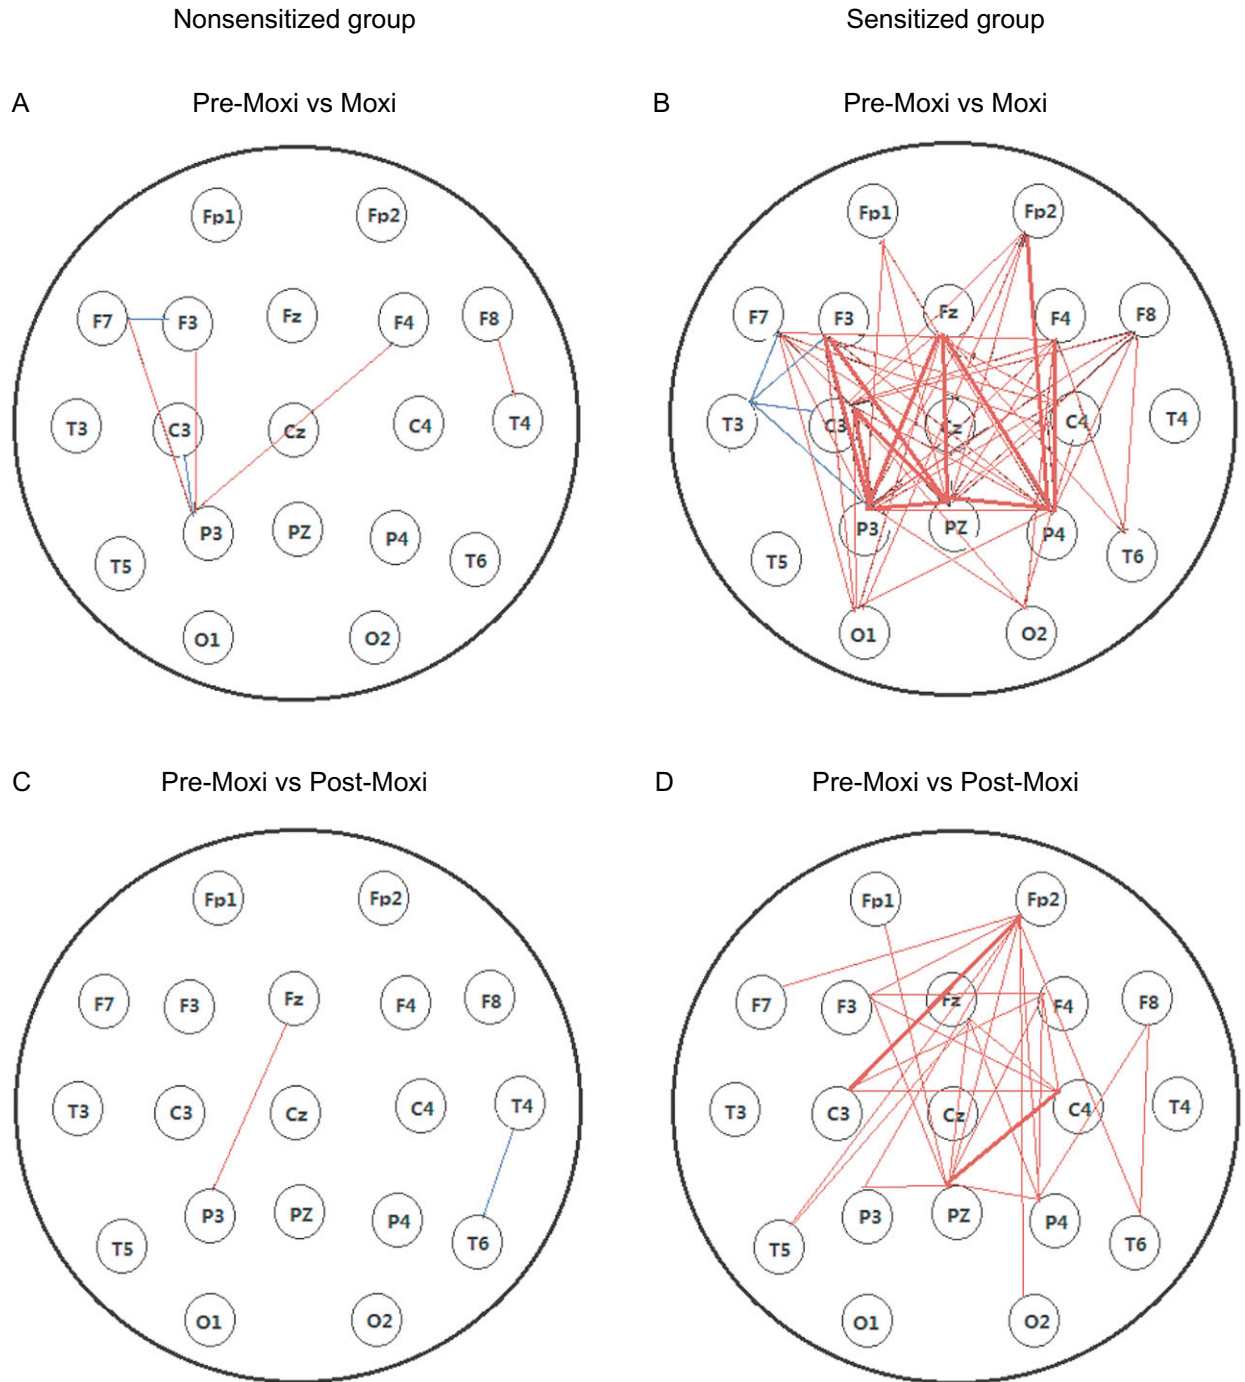 Nonsensitized group
Sensitized group
A
Pre-Moxi vs Moxi
B
Pre-Moxi vs Moxi
Fp1
Fp2
F7
F3
Fz
F4
F8
T3
C3
Cz
C4
T4
T5
P3
PZ
P4
T6
O1
O2
Fp1
Fp2
F7
F3
Fz
F4
F8
T3
C3
Cz
C4
T4
T5
P3
PZ
P4
T6
O1
O2
C
Pre-Moxi vs Post-Moxi
D
Pre-Moxi vs Post-Moxi
Fp1
Fp2
F7
F3
Fz
F4
F8
T3
C3
Cz
C4
T4
T5
P3
PZ
P4
T6
O1
O2
Fp1
Fp2
F7
F3
Fz
F4
F8
T3
C3
Cz
C4
T4
T5
P3
PZ
P4
T6
O1
O2